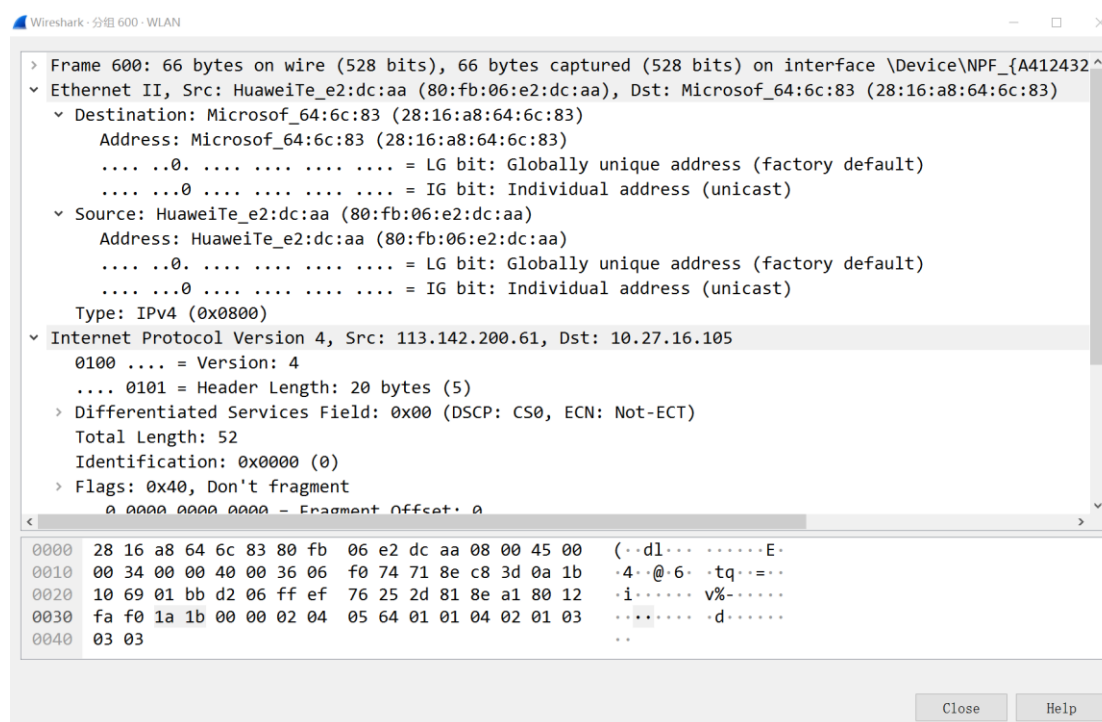 Wireshark · 分组 600 · WLAN
Frame 600: 66 bytes on wire (528 bits), 66 bytes captured (528 bits) on interface \Device\NPF_{A412432
Ethernet II, Src: HuaweiTe_e2:dc:aa (80:fb:06:e2:dc:aa), Dst: Microsof_64:6c:83 (28:16:a8:64:6c:83)
Destination: Microsof_64:6c:83 (28:16:a8:64:6c:83)
Address: Microsof_64:6c:83 (28:16:a8:64:6c:83)
.... ..0. .... .... .... .... = LG bit: Globally unique address (factory default)
.... ...0 .... .... .... .... = IG bit: Individual address (unicast)
Source: HuaweiTe_e2:dc:aa (80:fb:06:e2:dc:aa)
Address: HuaweiTe_e2:dc:aa (80:fb:06:e2:dc:aa)
.... ..0. .... .... .... .... = LG bit: Globally unique address (factory default)
.... ...0 .... .... .... .... = IG bit: Individual address (unicast)
Type: IPv4 (0x0800)
Internet Protocol Version 4, Src: 113.142.200.61, Dst: 10.27.16.105
0100 .... = Version: 4
.... 0101 = Header Length: 20 bytes (5)
Differentiated Services Field: 0x00 (DSCP: CS0, ECN: Not-ECT)
Total Length: 52
Identification: 0x0000 (0)
Flags: 0x40, Don't fragment
0 0000 0000 0000 = Fragment Offset: 0
0000 28 16 a8 64 6c 83 80 fb 06 e2 dc aa 08 00 45 00 (··dl··· ······E·
0010 00 34 00 00 40 00 36 06 f0 74 71 8e c8 3d 0a 1b ·4··@·6· ·tq··=··
0020 10 69 01 bb d2 06 ff ef 76 25 2d 81 8e a1 80 12 ·i······ v%-·····
0030 fa f0 1a 1b 00 00 02 04 05 64 01 01 04 02 01 03 ········ ·d······
0040 03 03 ··
Close Help